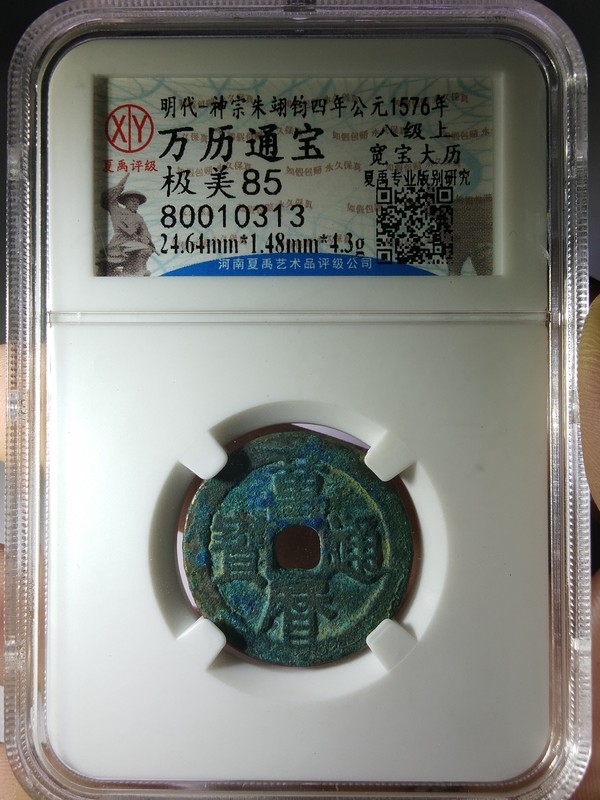 明代-神宗朱翊钧四年公元1576年
XY
夏禹评级
万历通宝
八级上
宽宝大历
极美85
夏禹专业版别研究
80010313
24.64mm*1.48mm*4.3g
河南夏禹艺术品评级公司
萬
寶 通
曆